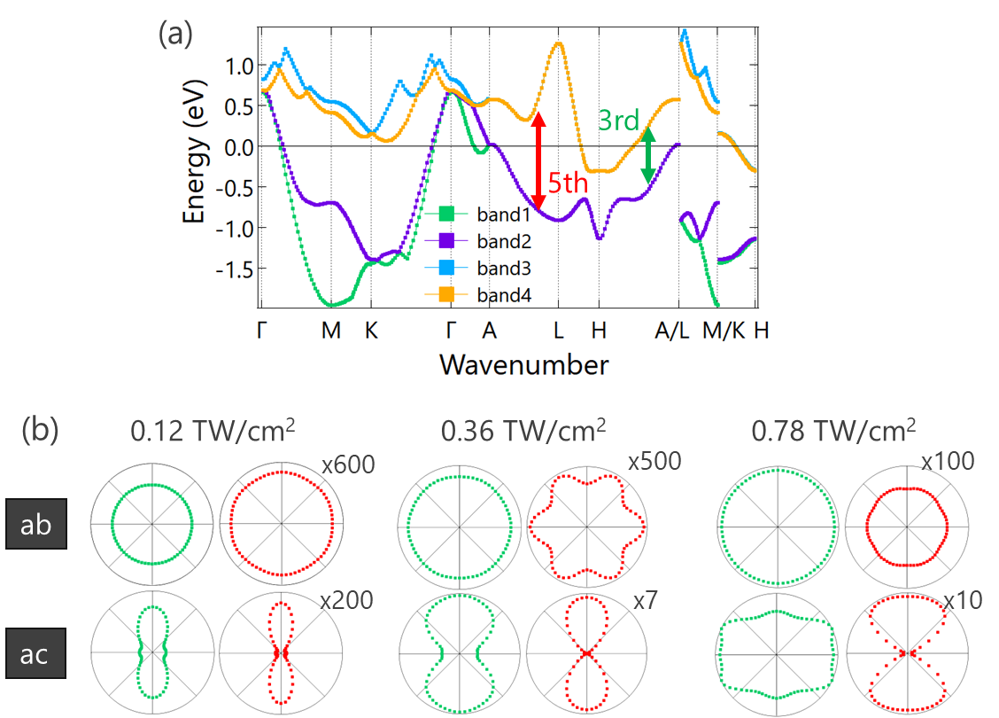 (a)
1.0
0.5
0.0
-0.5
-1.0
-1.5
Energy (eV)
3rd
5th
band1
band2
band3
band4
Γ M K Γ A L H A/L M/K H
Wavenumber
(b)
0.12 TW/cm² 0.36 TW/cm² 0.78 TW/cm²
x600 x500 x100
ab
x200 x7 x10
ac